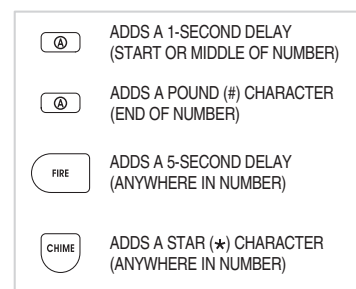 Ⓐ ADDS A 1-SECOND DELAY
(START OR MIDDLE OF NUMBER)
Ⓐ ADDS A POUND (#) CHARACTER
(END OF NUMBER)
FIRE ADDS A 5-SECOND DELAY
(ANYWHERE IN NUMBER)
CHIME ADDS A STAR (★) CHARACTER
(ANYWHERE IN NUMBER)